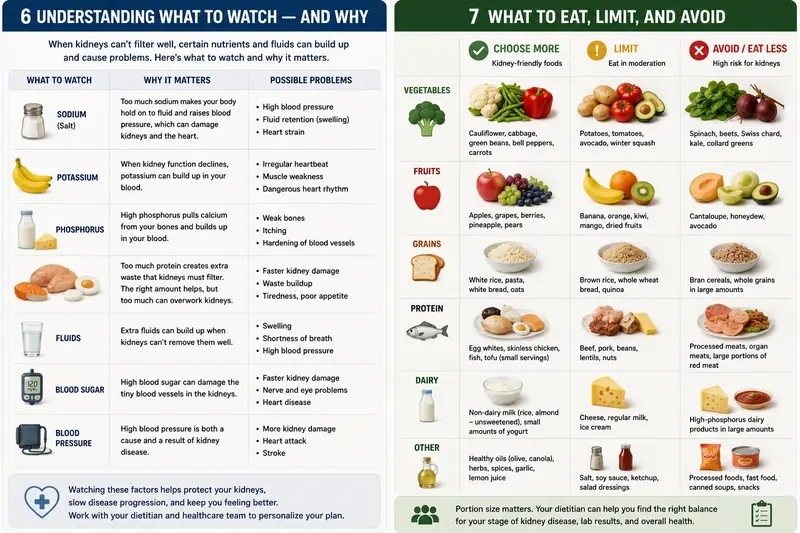 6 UNDERSTANDING WHAT TO WATCH — AND WHY
When kidneys can't filter well, certain nutrients and fluids can build up
and cause problems. Here's what to watch and why it matters.
WHAT TO WATCH
WHY IT MATTERS
POSSIBLE PROBLEMS
SODIUM
(Salt)
Too much sodium makes your body
hold on to fluid and raises blood
pressure, which can damage
kidneys and the heart.
• High blood pressure
• Fluid retention (swelling)
• Heart strain
POTASSIUM
When kidney function declines,
potassium can build up in your
blood.
• Irregular heartbeat
• Muscle weakness
• Dangerous heart rhythm
PHOSPHORUS
High phosphorus pulls calcium
from your bones and builds up
in your blood.
• Weak bones
• Itching
• Hardening of blood vessels
Too much protein creates extra
waste that kidneys must filter.
The right amount helps, but
too much can overwork kidneys.
• Faster kidney damage
• Waste buildup
• Tiredness, poor appetite
FLUIDS
Extra fluids can build up when
kidneys can't remove them well.
• Swelling
• Shortness of breath
• High blood pressure
120
BLOOD SUGAR
High blood sugar can damage the
tiny blood vessels in the kidneys.
• Faster kidney damage
• Nerve and eye problems
• Heart disease
BLOOD
PRESSURE
High blood pressure is both a
cause and a result of kidney
disease.
• More kidney damage
• Heart attack
• Stroke
Watching these factors helps protect your kidneys,
slow disease progression, and keep you feeling better.
Work with your dietitian and healthcare team to personalize your plan.
7 WHAT TO EAT, LIMIT, AND AVOID
CHOOSE MORE
Kidney-friendly foods
LIMIT
Eat in moderation
AVOID / EAT LESS
High risk for kidneys
VEGETABLES
Cauliflower, cabbage,
green beans, bell peppers,
carrots
Potatoes, tomatoes,
avocado, winter squash
Spinach, beets, Swiss chard,
kale, collard greens
FRUITS
Apples, grapes, berries,
pineapple, pears
Banana, orange, kiwi,
mango, dried fruits
Cantaloupe, honeydew,
avocado
GRAINS
White rice, pasta,
white bread, oats
Brown rice, whole wheat
bread, quinoa
Bran cereals, whole grains
in large amounts
PROTEIN
Egg whites, skinless chicken,
fish, tofu (small servings)
Beef, pork, beans,
lentils, nuts
Processed meats, organ
meats, large portions of
red meat
DAIRY
Non-dairy milk (rice, almond
– unsweetened), small
amounts of yogurt
Cheese, regular milk,
ice cream
High-phosphorus dairy
products in large amounts
OTHER
Healthy oils (olive, canola),
herbs, spices, garlic,
lemon juice
Salt, soy sauce, ketchup,
salad dressings
Processed foods, fast food,
canned soups, snacks
Portion size matters. Your dietitian can help you find the right balance
for your stage of kidney disease, lab results, and overall health.